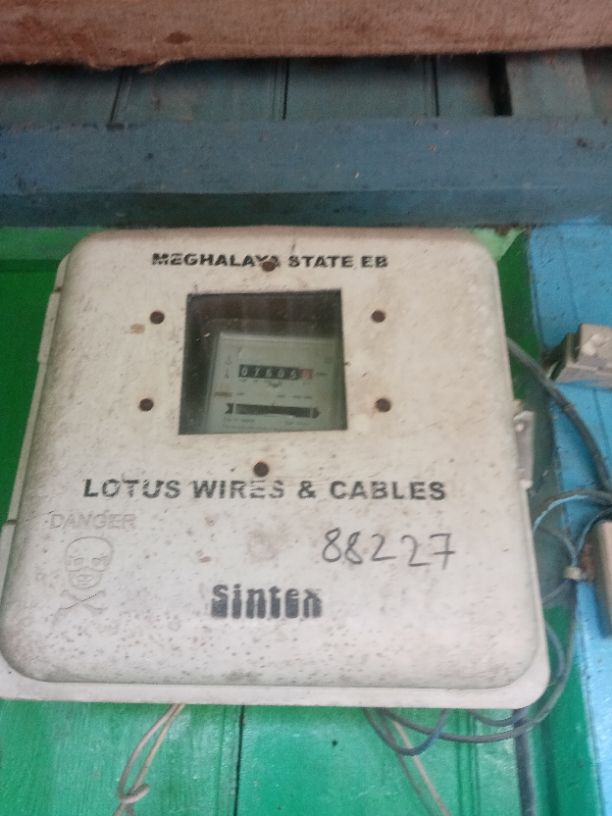 MEGHALAYA STATE EB
LOTUS WIRES & CABLES
DANGER
88227
Sintex